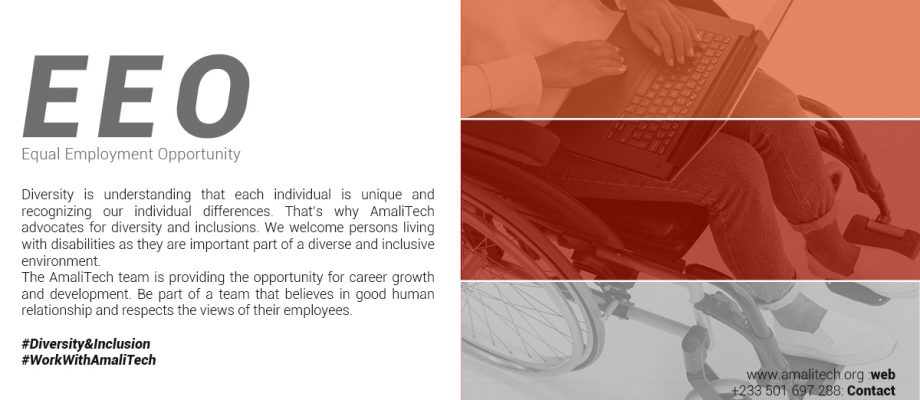 EEO
Equal Employment Opportunity
Diversity is understanding that each individual is unique and
recognizing our individual differences. That's why AmaliTech
advocates for diversity and inclusions. We welcome persons living
with disabilities as they are important part of a diverse and inclusive
environment.
The AmaliTech team is providing the opportunity for career growth
and development. Be part of a team that believes in good human
relationship and respects the views of their employees.
#Diversity&Inclusion
#WorkWithAmaliTech
www.amalitech.org :web
+233 501 697 288: Contact